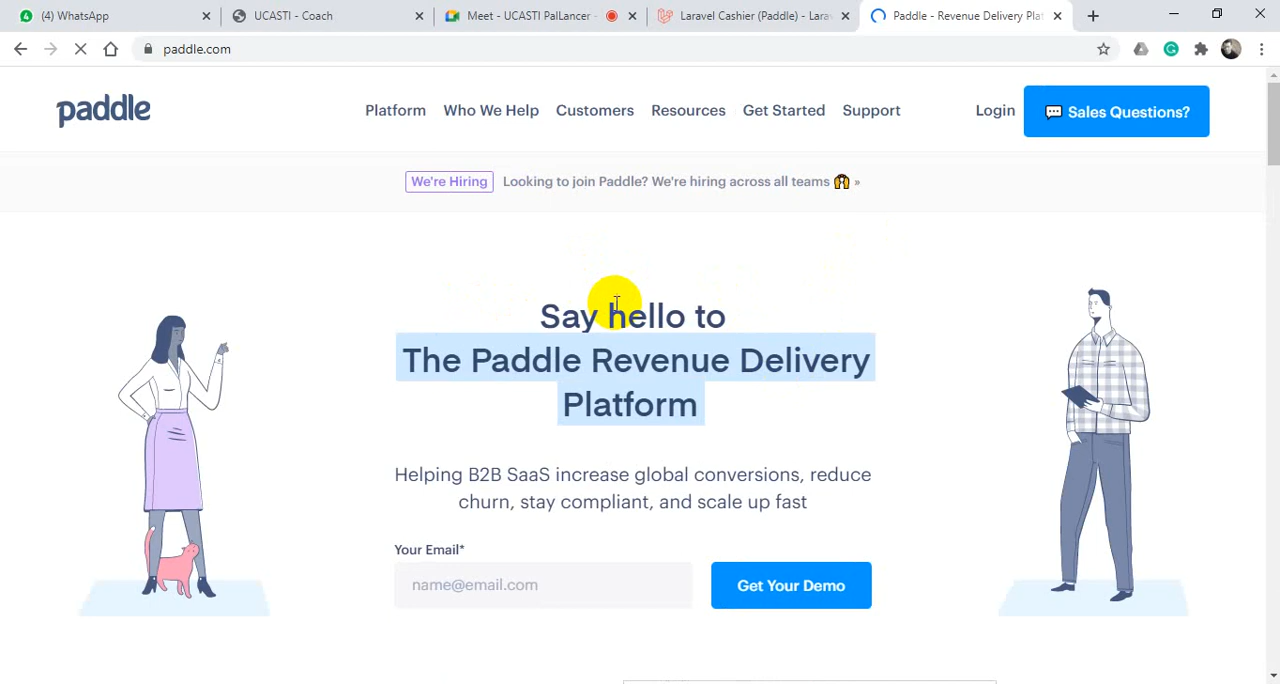 (4) WhatsApp
UCASTI - Coach
Meet - UCASTI PalLancer -
Laravel Cashier (Paddle) - Lara
Paddle - Revenue Delivery Plat
paddle.com
paddle
Platform
Who We Help
Customers
Resources
Get Started
Support
Login
Sales Questions?
We're Hiring
Looking to join Paddle? We're hiring across all teams 🙌 »
Say hello to
The Paddle Revenue Delivery
Platform
Helping B2B SaaS increase global conversions, reduce
churn, stay compliant, and scale up fast
Your Email*
name@email.com
Get Your Demo